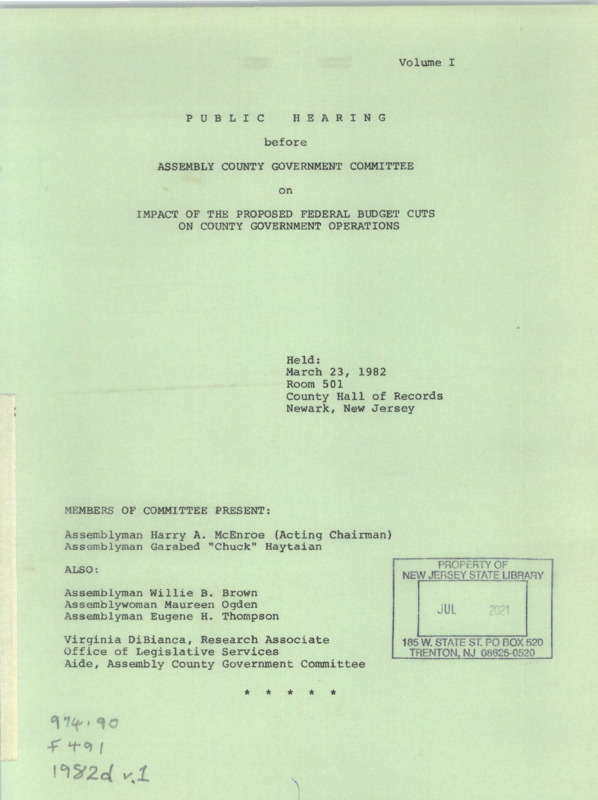 Volume I
PUBLIC HEARING
before
ASSEMBLY COUNTY GOVERNMENT COMMITTEE
on
IMPACT OF THE PROPOSED FEDERAL BUDGET CUTS
ON COUNTY GOVERNMENT OPERATIONS
Held:
March 23, 1982
Room 501
County Hall of Records
Newark, New Jersey
MEMBERS OF COMMITTEE PRESENT:
Assemblyman Harry A. McEnroe (Acting Chairman)
Assemblyman Garabed "Chuck" Haytaian
ALSO:
Assemblyman Willie B. Brown
Assemblywoman Maureen Ogden
Assemblyman Eugene H. Thompson
Virginia DiBianca, Research Associate
Office of Legislative Services
Aide, Assembly County Government Committee
* * * * *
PROPERTY OF
NEW JERSEY STATE LIBRARY
JUL 2021
185 W. STATE ST. PO BOX 520
TRENTON, NJ 08625-0520
974.90
F491
1982d v.1